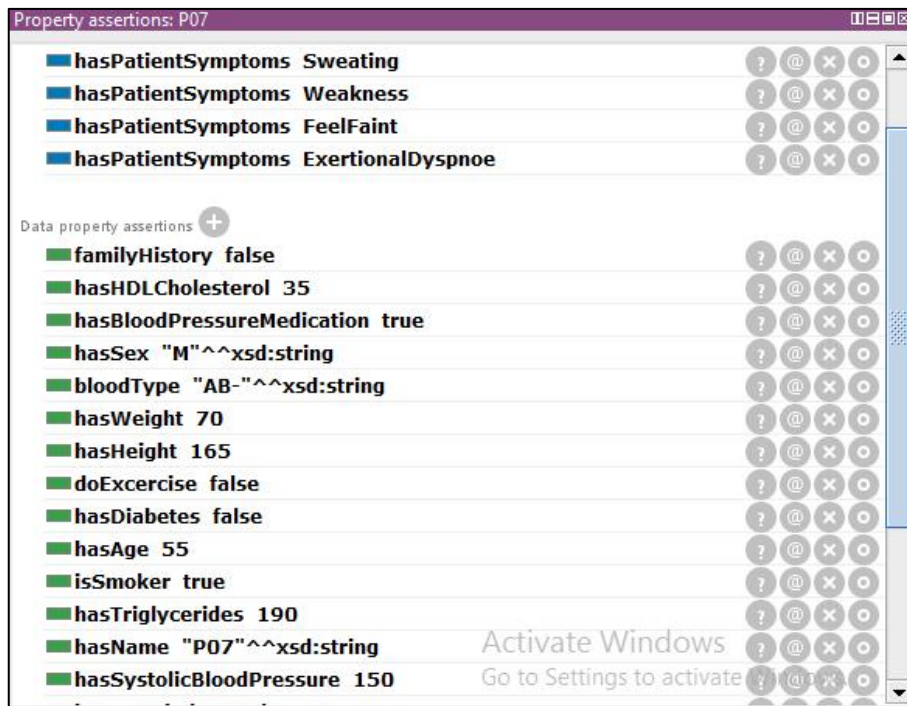 Property assertions: P07
hasPatientSymptoms Sweating
hasPatientSymptoms Weakness
hasPatientSymptoms FeelFaint
hasPatientSymptoms ExertionalDyspnoe
Data property assertions
familyHistory false
hasHDLCholesterol 35
hasBloodPressureMedication true
hasSex "M"^^xsd:string
bloodType "AB-"^^xsd:string
hasWeight 70
hasHeight 165
doExcercise false
hasDiabetes false
hasAge 55
isSmoker true
hasTriglycerides 190
hasName "P07"^^xsd:string
Activate Windows
hasSystolicBloodPressure 150
Go to Settings to activate